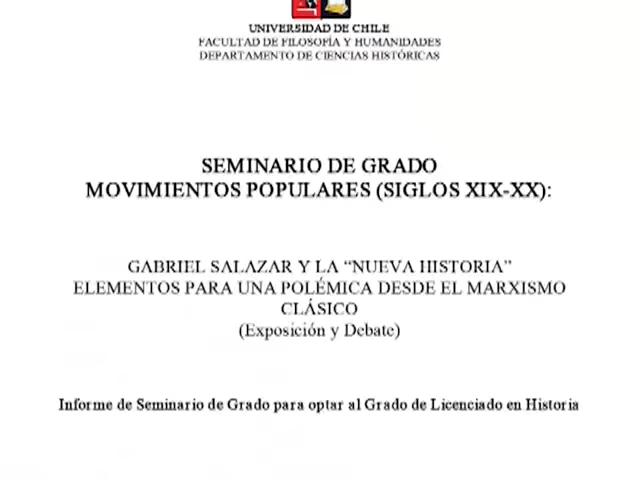 UNIVERSIDAD DE CHILE
FACULTAD DE FILOSOFÍA Y HUMANIDADES
DEPARTAMENTO DE CIENCIAS HISTÓRICAS
SEMINARIO DE GRADO
MOVIMIENTOS POPULARES (SIGLOS XIX-XX):
GABRIEL SALAZAR Y LA “NUEVA HISTORIA”
ELEMENTOS PARA UNA POLÉMICA DESDE EL MARXISMO
CLÁSICO
(Exposición y Debate)
Informe de Seminario de Grado para optar al Grado de Licenciado en Historia